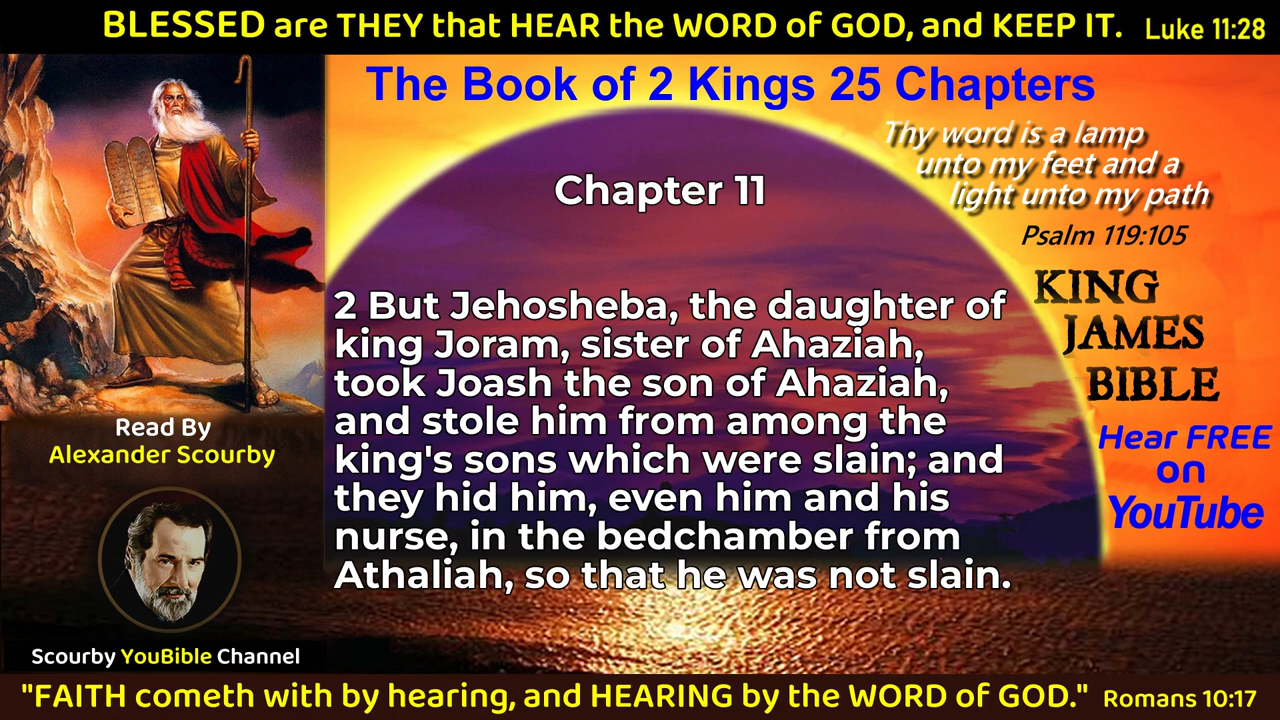 BLESSED are THEY that HEAR the WORD of GOD, and KEEP IT. Luke 11:28
The Book of 2 Kings 25 Chapters
Thy word is a lamp
unto my feet and a
light unto my path
Psalm 119:105
Chapter 11
2 But Jehosheba, the daughter of
king Joram, sister of Ahaziah,
took Joash the son of Ahaziah,
and stole him from among the
king's sons which were slain; and
they hid him, even him and his
nurse, in the bedchamber from
Athaliah, so that he was not slain.
KING
JAMES
BIBLE
Hear FREE
on
YouTube
Read By
Alexander Scourby
Scourby YouBible Channel
"FAITH cometh with by hearing, and HEARING by the WORD of GOD." Romans 10:17